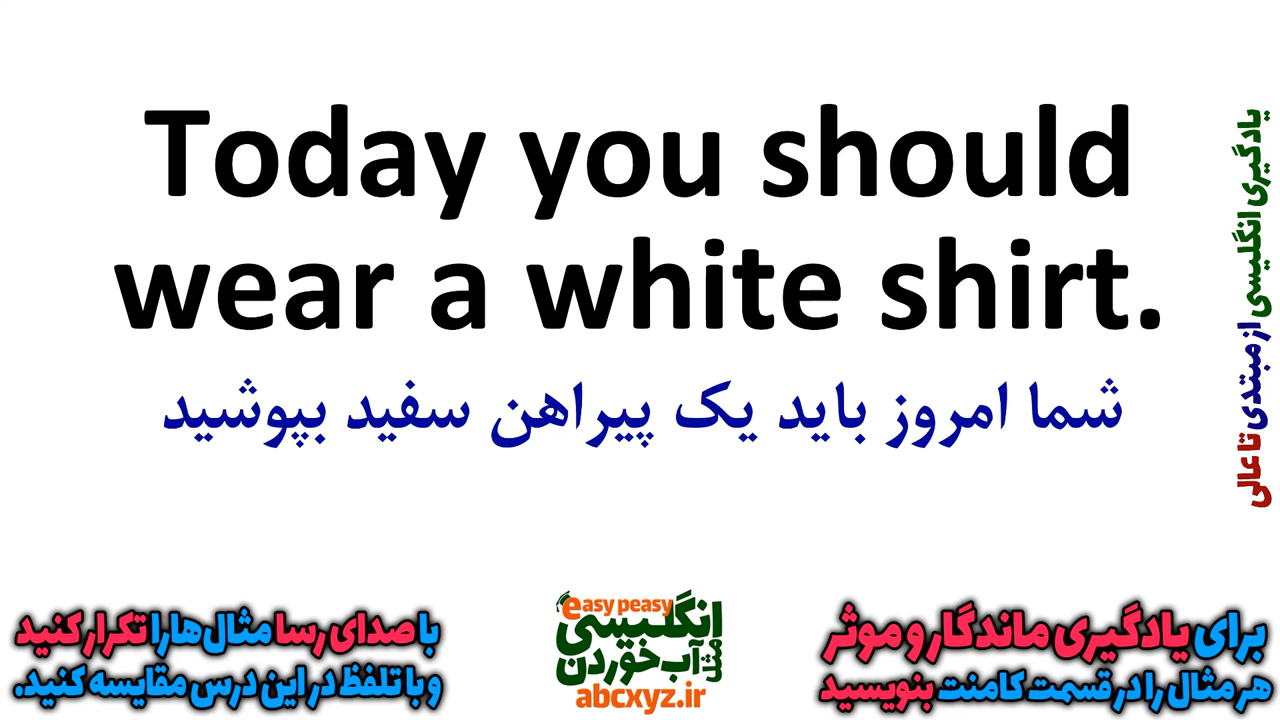 Today you should
wear a white shirt.
شما امروز باید یک پیراهن سفید بپوشید
یادگیری انگلیسی از مبتدی تا عالی
برای یادگیری ماندگار و موثر
هر مثال را در قسمت کامنت بنویسید
easy peasy
انگلیسی
مثل آب خوردن
abcxyz.ir
با صدای رسا مثال‌ها را تکرار کنید
و با تلفظ در این درس مقایسه کنید.